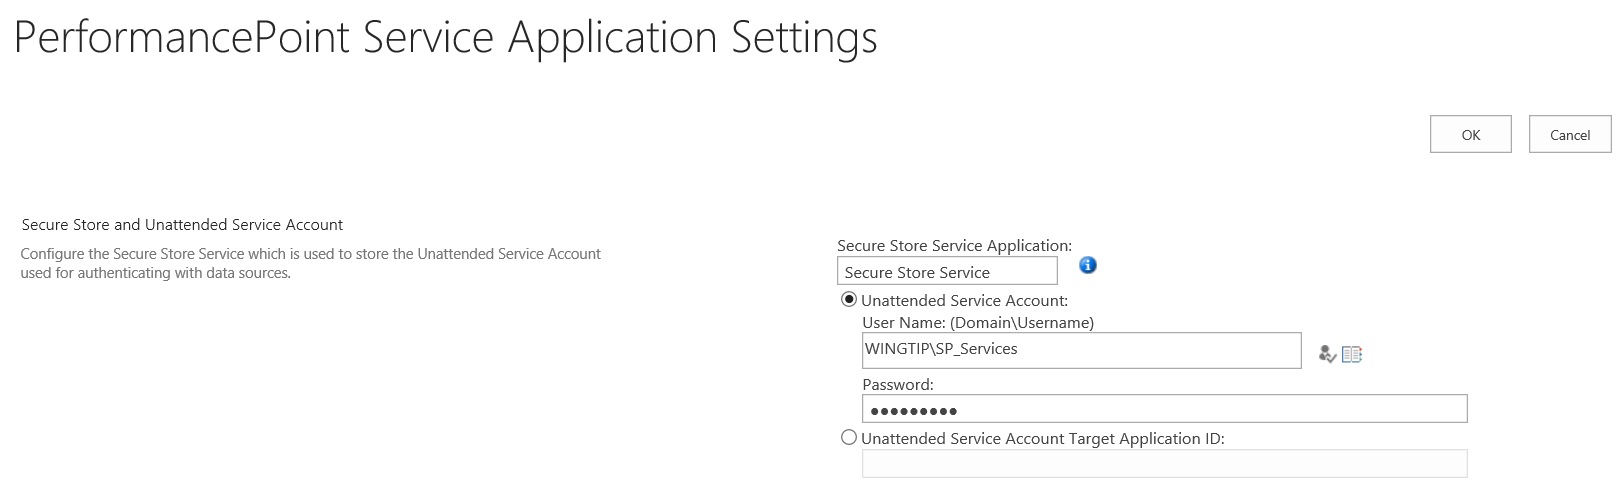 PerformancePoint Service Application Settings
OK
Cancel
Secure Store and Unattended Service Account
Configure the Secure Store Service which is used to store the Unattended Service Account
used for authenticating with data sources.
Secure Store Service Application:
Secure Store Service
Unattended Service Account:
User Name: (Domain\Username)
WINGTIP\SP_Services
Password:
●●●●●●●●●
Unattended Service Account Target Application ID: